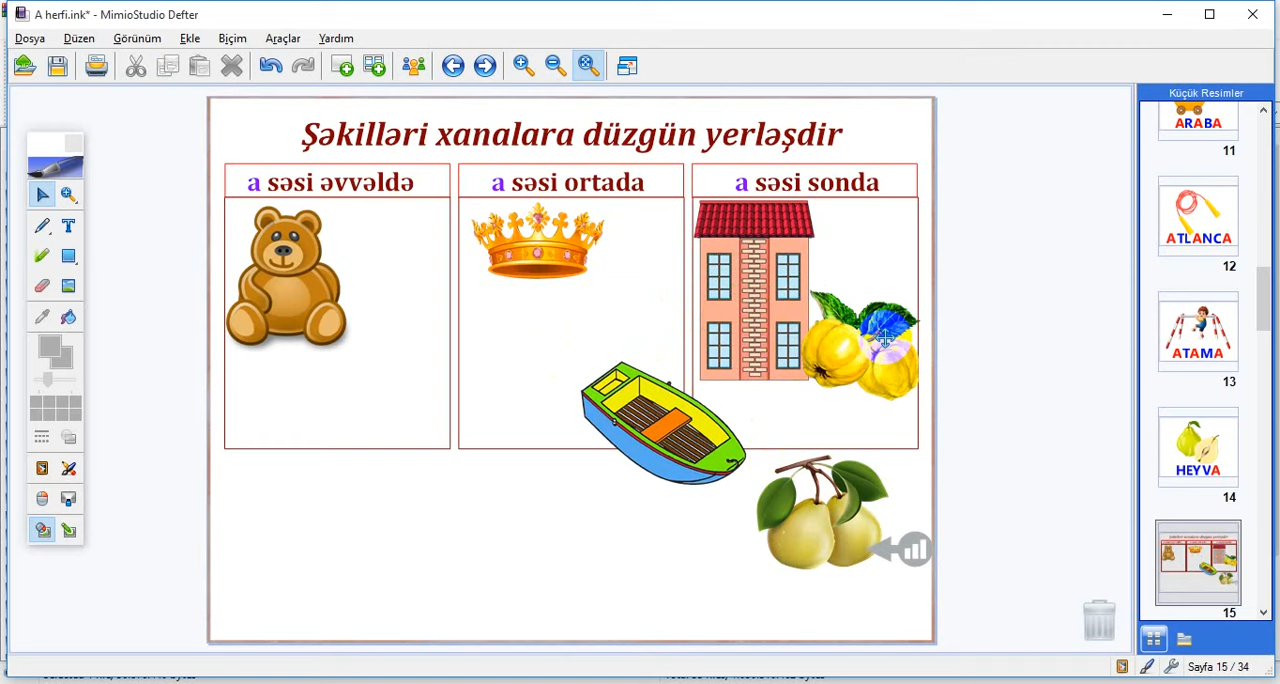 A herfi.ink* - MimioStudio Defter
Dosya Düzen Görünüm Ekle Biçim Araçlar Yardım
Küçük Resimler
Şəkilləri xanalara düzgün yerləşdir
a səsi əvvəldə
a səsi ortada
a səsi sonda
ARABA
11
ATLANCA
12
ATAMA
13
HEYVA
14
15
Sayfa 15 / 34